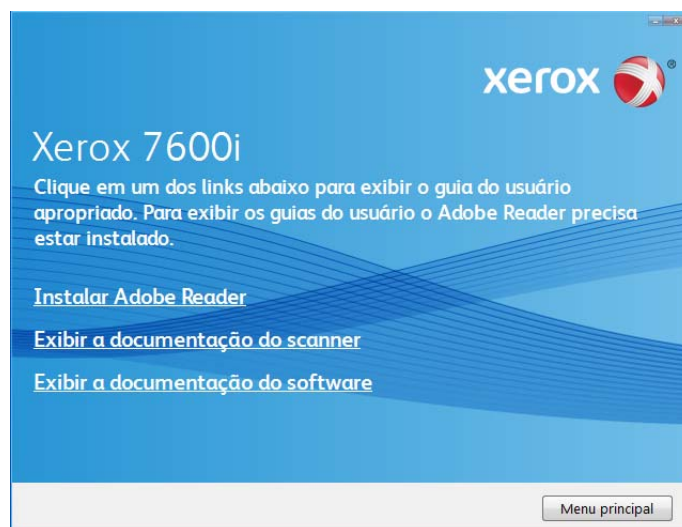 xerox ®
Xerox 7600i
Clique em um dos links abaixo para exibir o guia do usuário
apropriado. Para exibir os guias do usuário o Adobe Reader precisa
estar instalado.
Instalar Adobe Reader
Exibir a documentação do scanner
Exibir a documentação do software
Menu principal